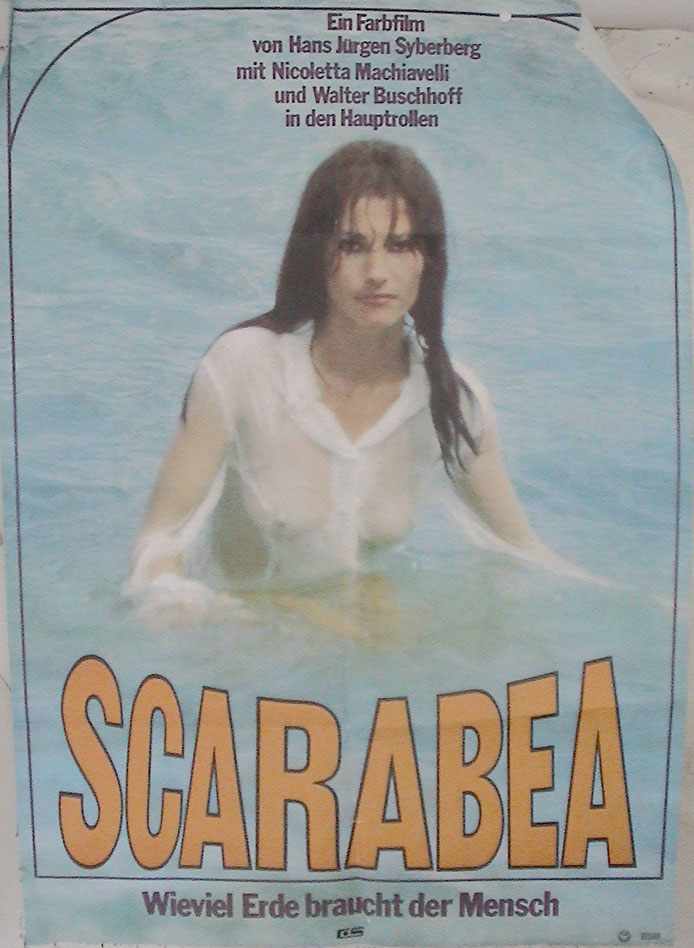 Ein Farbfilm
von Hans Jürgen Syberberg
mit Nicoletta Machiavelli
und Walter Buschhoff
in den Hauptrollen
SCARABEA
Wieviel Erde braucht der Mensch